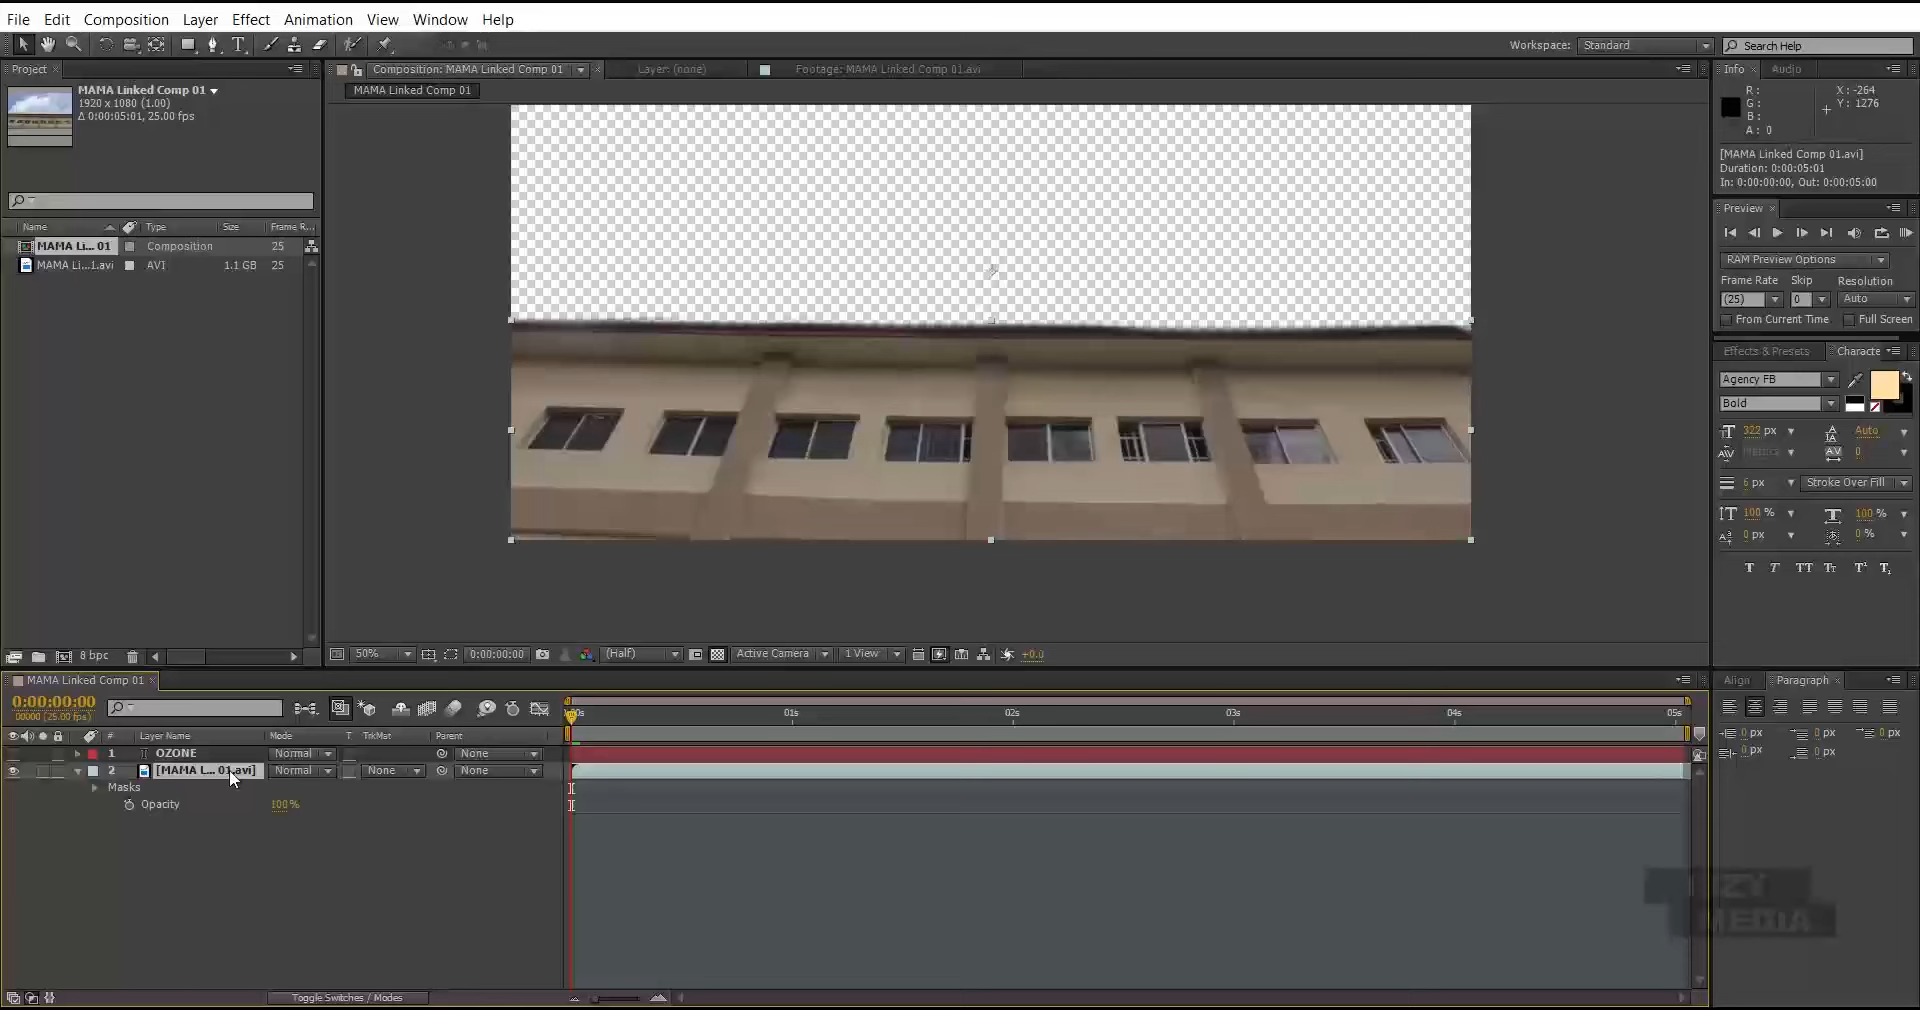 File Edit Composition Layer Effect Animation View Window Help
Workspace: Standard Search Help
Project
Composition: MAMA Linked Comp 01 Layer: (none) Footage: MAMA Linked Comp 01.avi
Info Audio
MAMA Linked Comp 01
1920 x 1080 (1.00)
Δ 0:00:05:01, 25.00 fps
MAMA Linked Comp 01
R :
G :
B :
A : 0
X : -264
Y : 1276
[MAMA Linked Comp 01.avi]
Duration: 0:00:05:01
In: 0:00:00:00, Out: 0:00:05:00
Preview
RAM Preview Options
Frame Rate Skip Resolution
(25) 0 Auto
From Current Time Full Screen
Name Type Size Frame R...
MAMA Li... 01 Composition 25
MAMA Li...1.avi AVI 1.1 GB 25
Effects & Presets Characte
Agency FB
Bold
322 px Auto
Metrics 0
6 px Stroke Over Fill
100 % 100 %
0 px 0 %
T T TT Tr T¹ T₁
8 bpc
50% 0:00:00:00 (Half) Active Camera 1 View +0.0
MAMA Linked Comp 01
Align Paragraph
0 px 0 px 0 px
0 px 0 px
0:00:00:00
00000 (25.00 fps)
01s 02s 03s 04s 05s
# Layer Name Mode T TrkMat Parent
1 T OZONE Normal None
2 [MAMA L... 01.avi] Normal None None
Masks
Opacity 100%
Toggle Switches / Modes
MEDIA